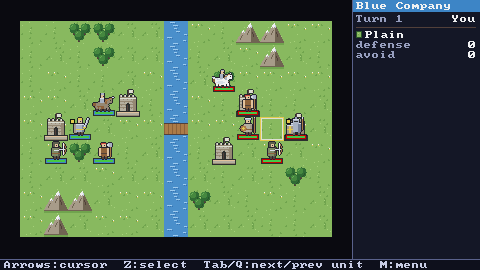 Blue Company
Turn 1 You
Plain
defense 0
avoid 0
Arrows:cursor Z:select Tab/Q:next/prev unit M:menu